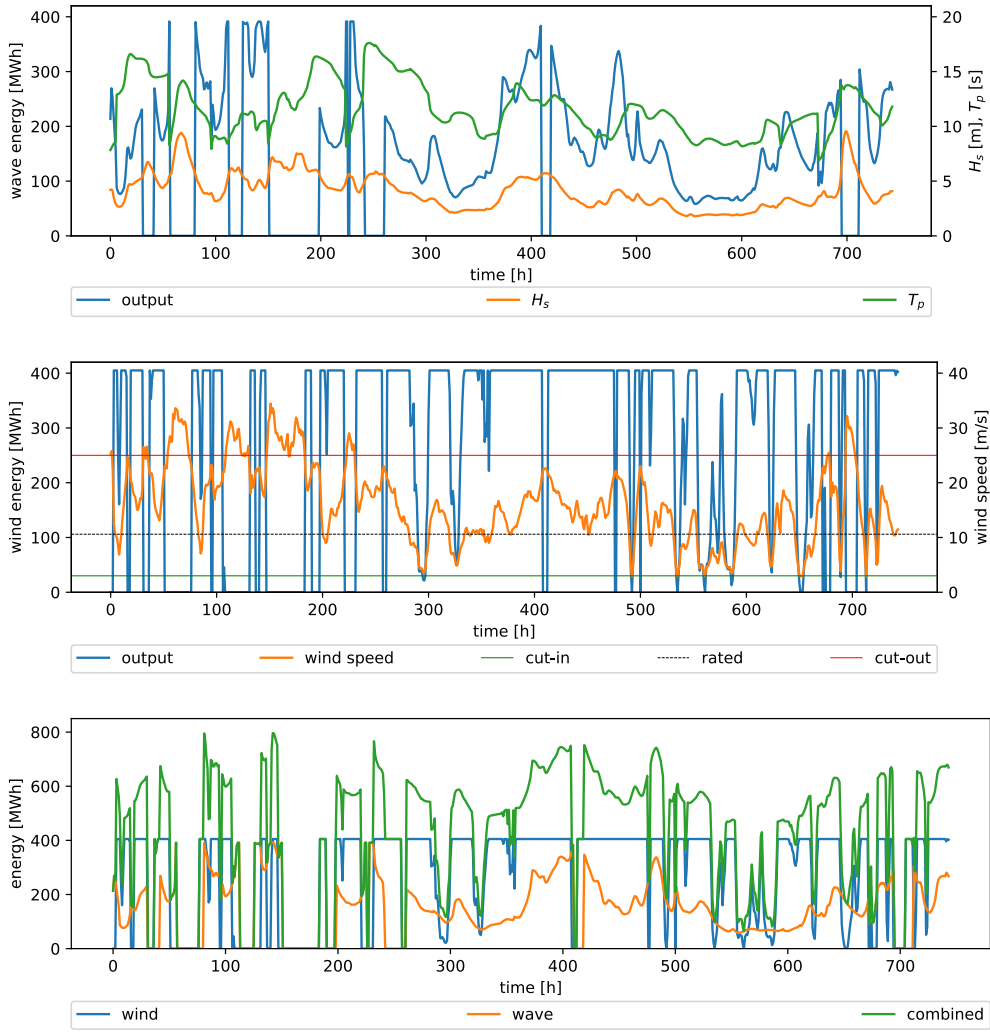 400
300
200
100
0
wave energy [MWh]
20
15
10
5
0
H_s [m], T_p [s]
0 100 200 300 400 500 600 700
time [h]
output H_s T_p
400
300
200
100
0
wind energy [MWh]
40
30
20
10
0
wind speed [m/s]
0 100 200 300 400 500 600 700
time [h]
output wind speed cut-in rated cut-out
800
600
400
200
0
energy [MWh]
0 100 200 300 400 500 600 700
time [h]
wind wave combined